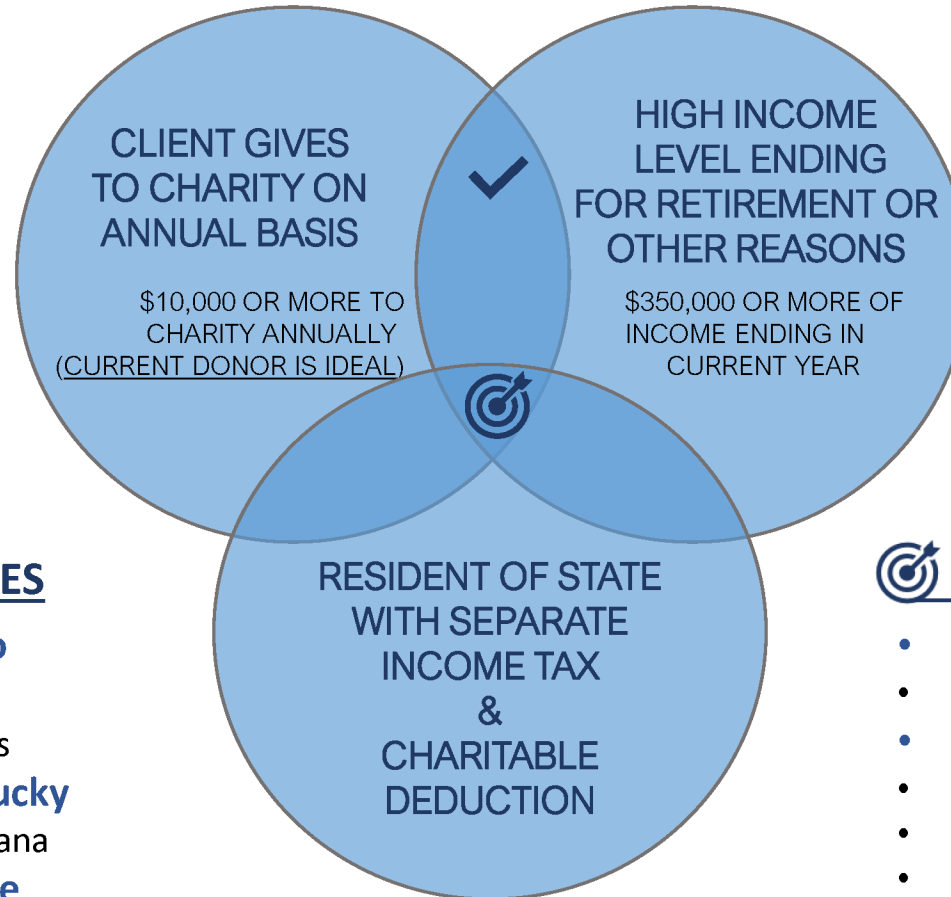 CLIENT GIVES
TO CHARITY ON
ANNUAL BASIS
$10,000 OR MORE TO
CHARITY ANNUALLY
(CURRENT DONOR IS IDEAL)
HIGH INCOME
LEVEL ENDING
FOR RETIREMENT OR
OTHER REASONS
$350,000 OR MORE OF
INCOME ENDING IN
CURRENT YEAR
RESIDENT OF STATE
WITH SEPARATE
INCOME TAX
&
CHARITABLE
DEDUCTION
ES
o
s
ucky
ana
e